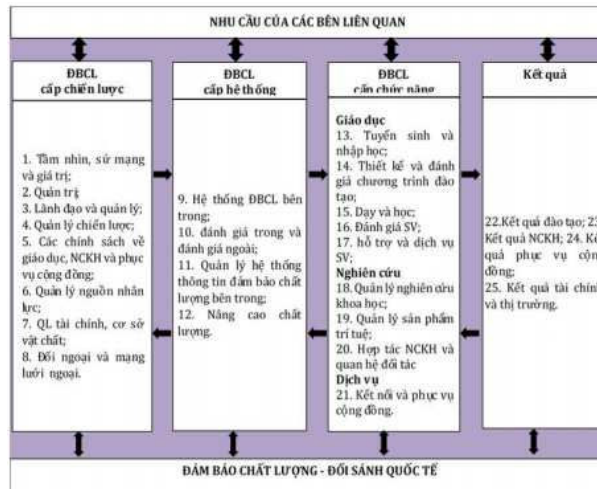 NHU CẦU CỦA CÁC BÊN LIÊN QUAN
ĐBCL
cấp chiến lược
1. Tầm nhìn, sứ mạng
và giá trị;
2. Quản trị;
3. Lãnh đạo và quản lý;
4. Quản lý chiến lược;
5. Các chính sách về
giáo dục, NCKH và phục
vụ cộng đồng;
6. Quản lý nguồn nhân
lực;
7. QL tài chính, cơ sở
vật chất;
8. Đối ngoại và mạng
lưới ngoại.
ĐBCL
cấp hệ thống
9. Hệ thống ĐBCL bên
trong;
10. đánh giá trong và
đánh giá ngoài;
11. Quản lý hệ thống
thông tin đảm bảo chất
lượng bên trong;
12. Nâng cao chất
lượng.
ĐBCL
cấp chức năng
Giáo dục
13. Tuyển sinh và
nhập học;
14. Thiết kế và đánh
giá chương trình đào
tạo;
15. Dạy và học;
16. Đánh giá SV;
17. hỗ trợ và dịch vụ
SV;
Nghiên cứu
18. Quản lý nghiên cứu
khoa học;
19. Quản lý sản phẩm
trí tuệ;
20. Hợp tác NCKH và
quan hệ đối tác
Dịch vụ
21. Kết nối và phục vụ
cộng đồng.
Kết quả
22.Kết quả đào tạo; 23
Kết quả NCKH; 24. Kế
quả phục vụ cộn
đồng;
25. Kết quả tài chính
và thị trường.
ĐẢM BẢO CHẤT LƯỢNG - ĐỐI SÁNH QUỐC TẾ